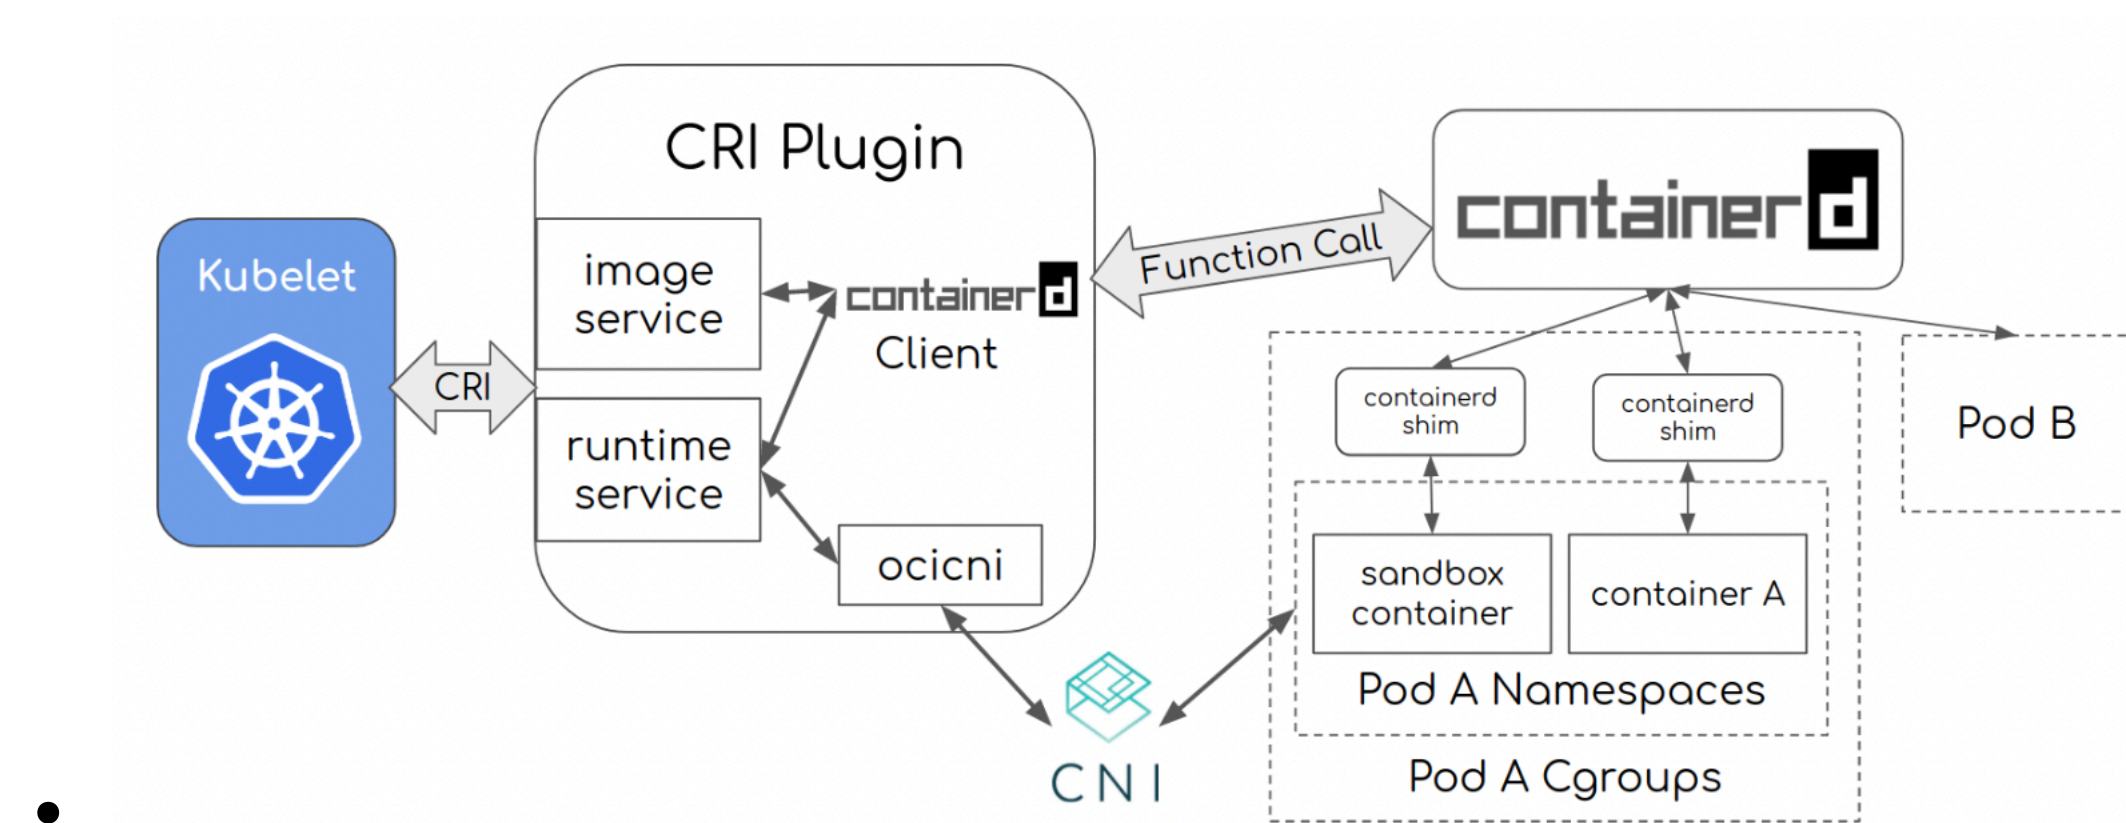 CRI Plugin
Kubelet
CRI
image
service
runtime
service
containerd
Client
ocicni
Function Call
containerd
containerd
shim
containerd
shim
sandbox
container
container A
Pod A Namespaces
Pod A Cgroups
Pod B
CNI